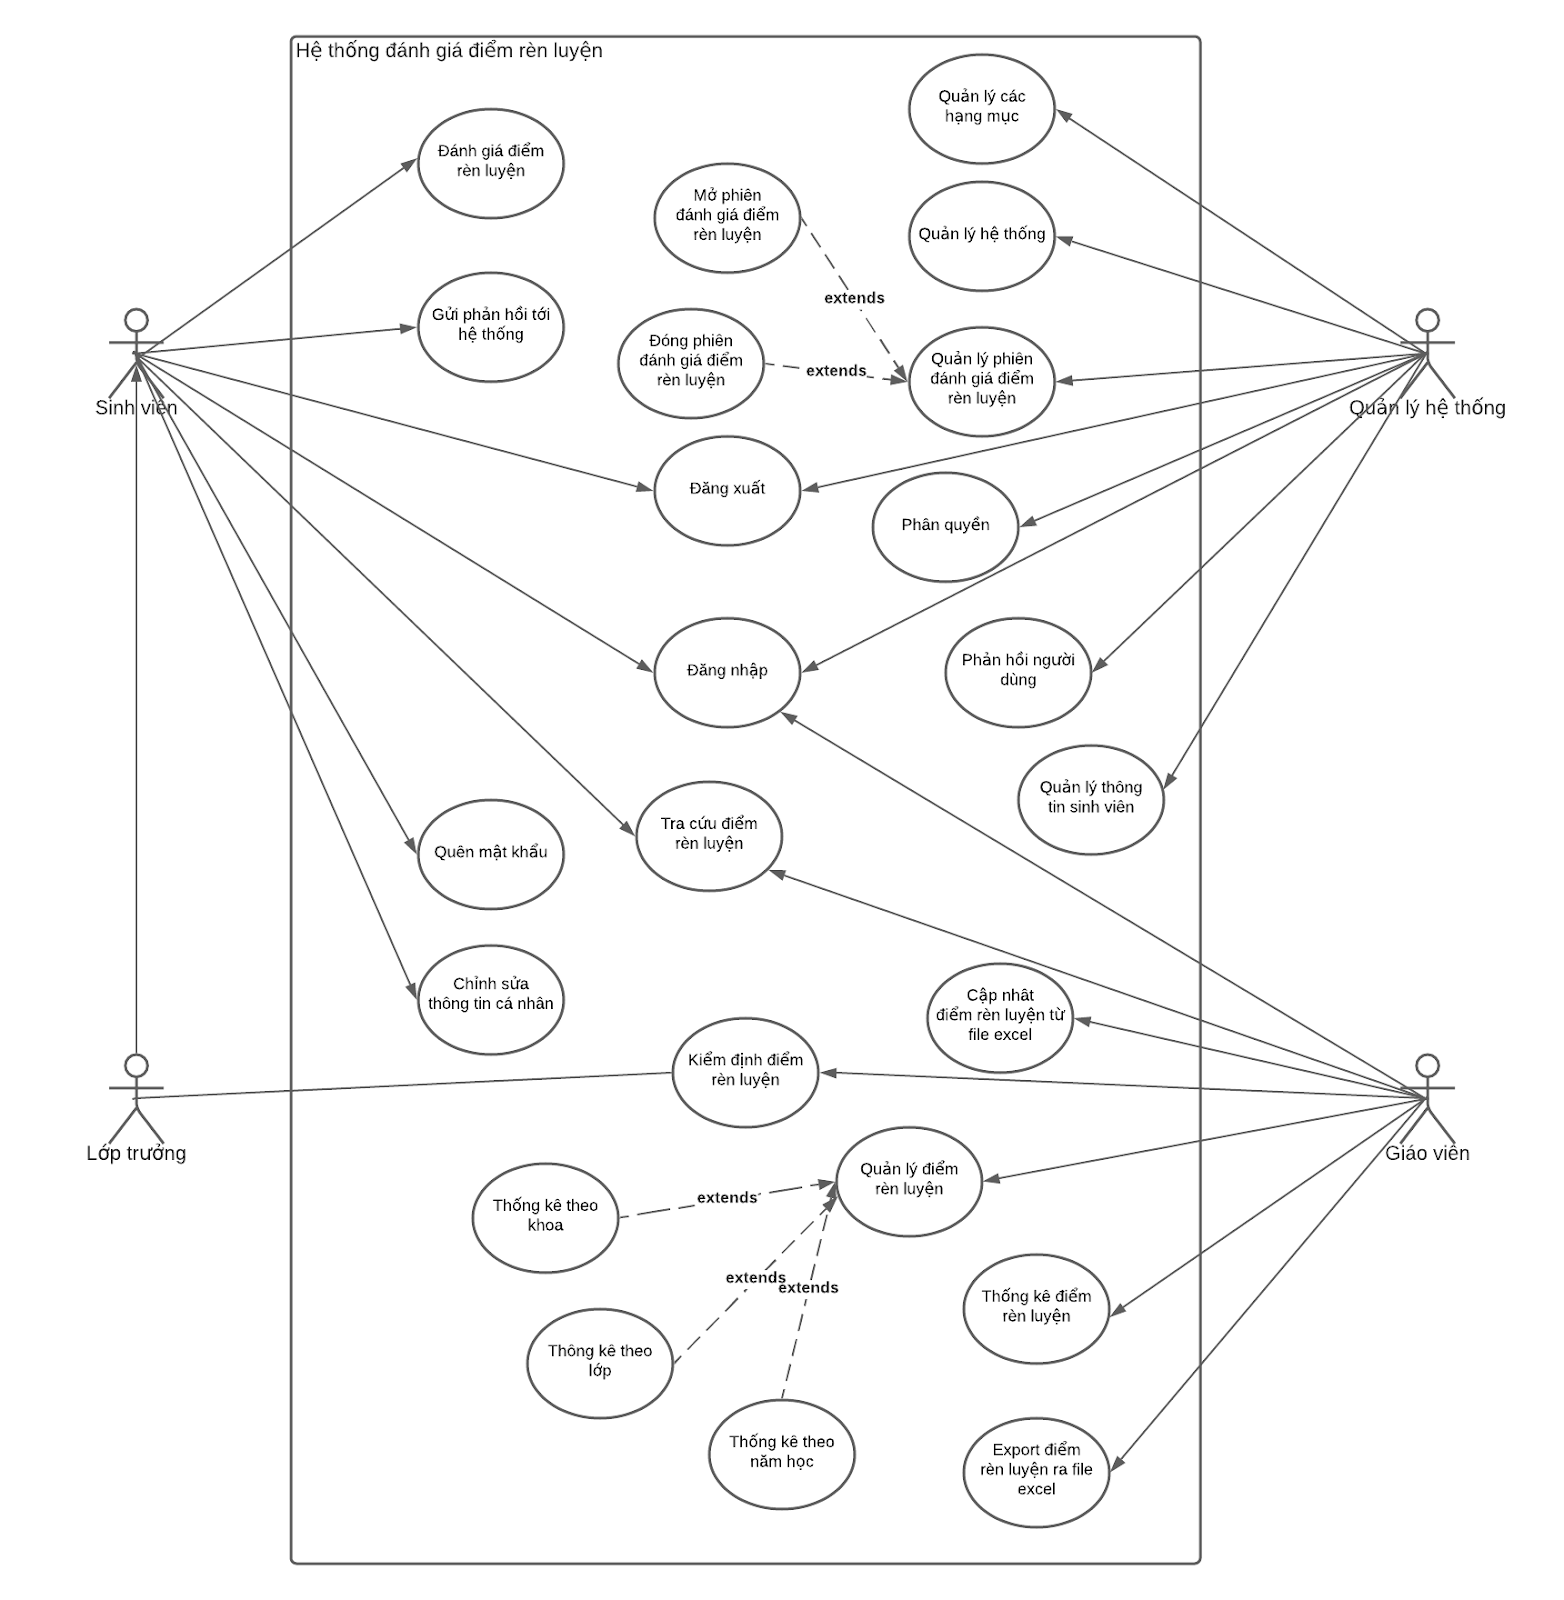 Hệ thống đánh giá điểm rèn luyện
Quản lý các
hạng mục
Đánh giá điểm
rèn luyện
Mở phiên
đánh giá điểm
rèn luyện
Quản lý hệ thống
extends
Gửi phản hồi tới
hệ thống
Đóng phiên
đánh giá điểm
rèn luyện
extends
Quản lý phiên
đánh giá điểm
rèn luyện
Sinh viên
Quản lý hệ thống
Đăng xuất
Phân quyền
Đăng nhập
Phản hồi người
dùng
Quản lý thông
tin sinh viên
Tra cứu điểm
rèn luyện
Quên mật khẩu
Chỉnh sửa
thông tin cá nhân
Cập nhât
điểm rèn luyện từ
file excel
Kiểm định điểm
rèn luyện
Lớp trưởng
Giáo viên
Quản lý điểm
rèn luyện
Thống kê theo
khoa
extends
extends
extends
Thống kê điểm
rèn luyện
Thông kê theo
lớp
Thống kê theo
năm học
Export điểm
rèn luyện ra file
excel